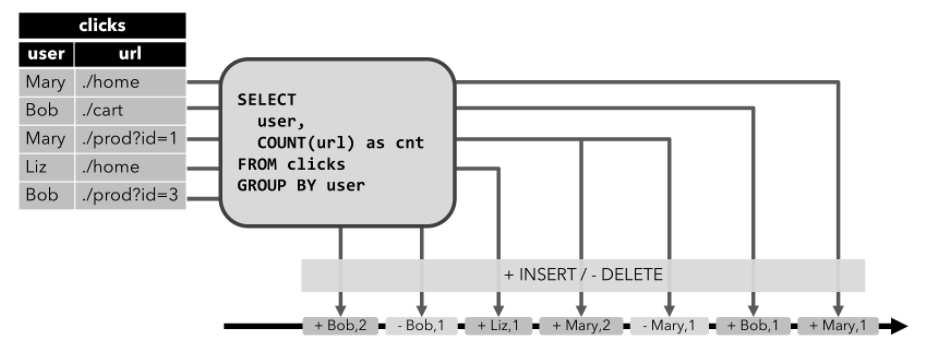 clicks
user url
Mary ./home
Bob ./cart
Mary ./prod?id=1
Liz ./home
Bob ./prod?id=3
SELECT
user,
COUNT(url) as cnt
FROM clicks
GROUP BY user
+ INSERT / - DELETE
+ Bob,2 - Bob,1 + Liz,1 + Mary,2 - Mary,1 + Bob,1 + Mary,1